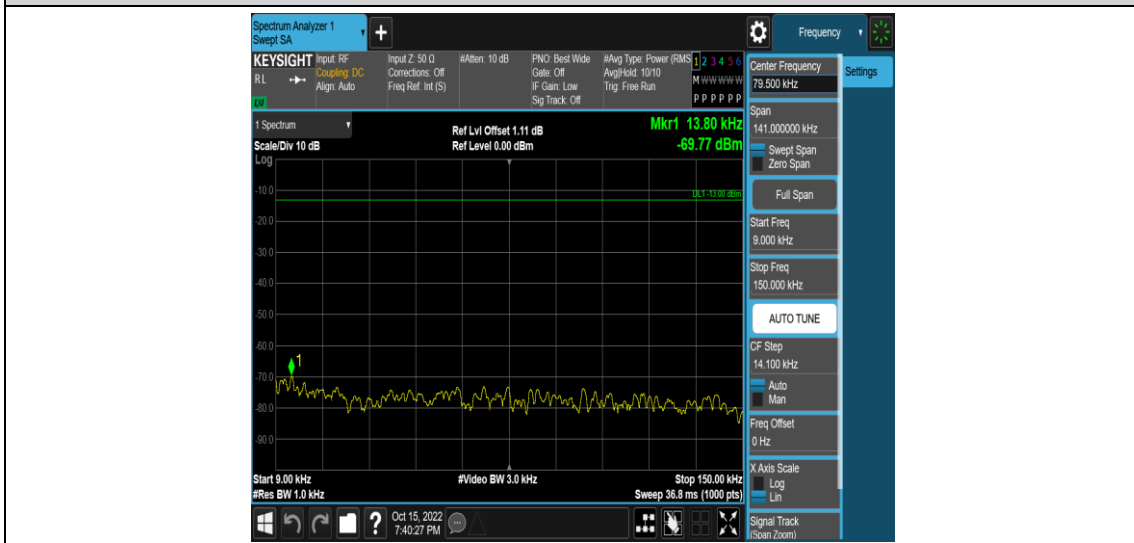 Spectrum Analyzer 1
Swept SA
+
Frequency
KEYSIGHT
RL
Input: RF
Coupling: DC
Align: Auto
Input Z: 50 Ω
Corrections: Off
Freq Ref: Int (S)
#Atten: 10 dB
PNO: Best Wide
Gate: Off
IF Gain: Low
Sig Track: Off
#Avg Type: Power (RMS
Avg|Hold: 10/10
Trig: Free Run
1 2 3 4 5 6
M W W W W W
P P P P P P
1 Spectrum
Scale/Div 10 dB
Ref Lvl Offset 1.11 dB
Ref Level 0.00 dBm
Mkr1 13.80 kHz
-69.77 dBm
Log
DL1 -13.00 dBm
-10.0
-20.0
-30.0
-40.0
-50.0
-60.0
-70.0
-80.0
-90.0
1
Start 9.00 kHz
#Res BW 1.0 kHz
#Video BW 3.0 kHz
Stop 150.00 kHz
Sweep 36.8 ms (1000 pts)
Oct 15, 2022
7:40:27 PM
?
Center Frequency
79.500 kHz
Settings
Span
141.000000 kHz
Swept Span
Zero Span
Full Span
Start Freq
9.000 kHz
Stop Freq
150.000 kHz
AUTO TUNE
CF Step
14.100 kHz
Auto
Man
Freq Offset
0 Hz
X Axis Scale
Log
Lin
Signal Track
(Span Zoom)